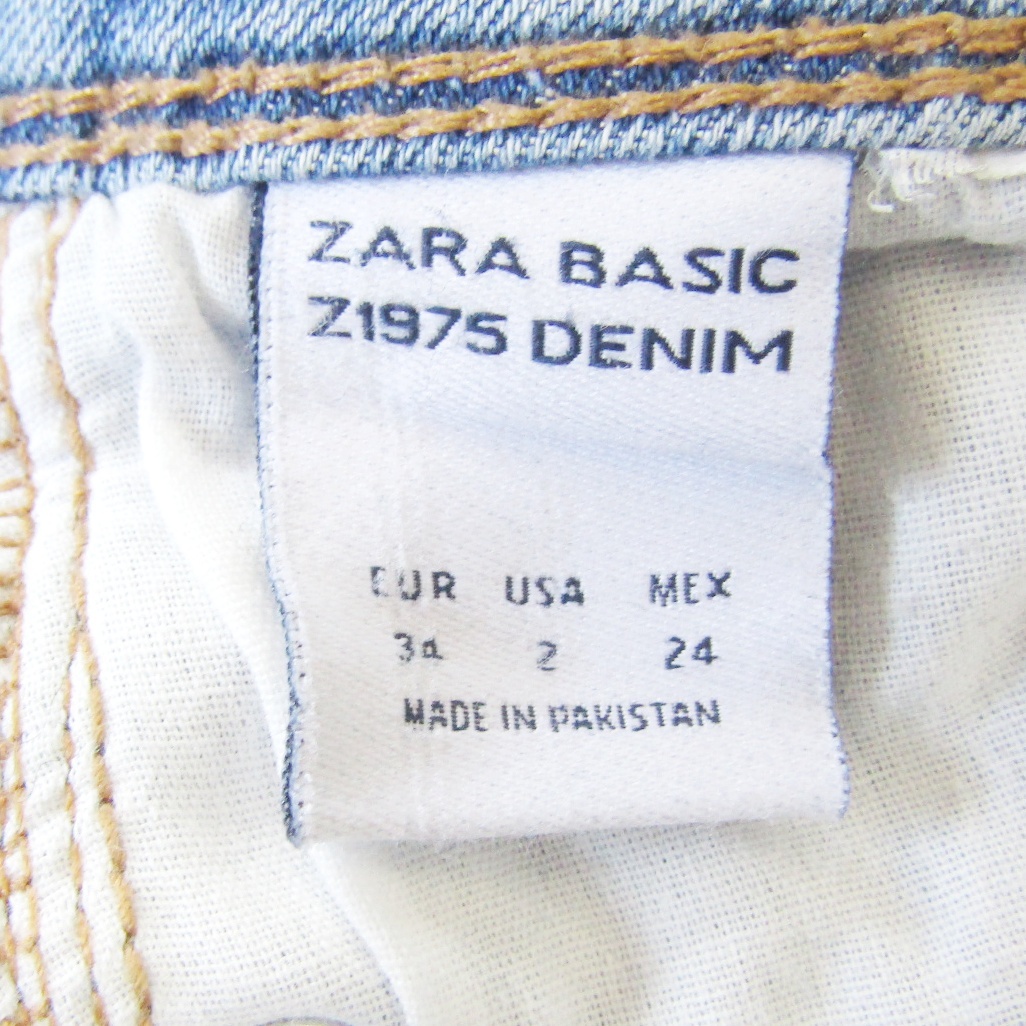 ZARA BASIC
Z1975 DENIM
EUR USA MEX
34 2 24
MADE IN PAKISTAN